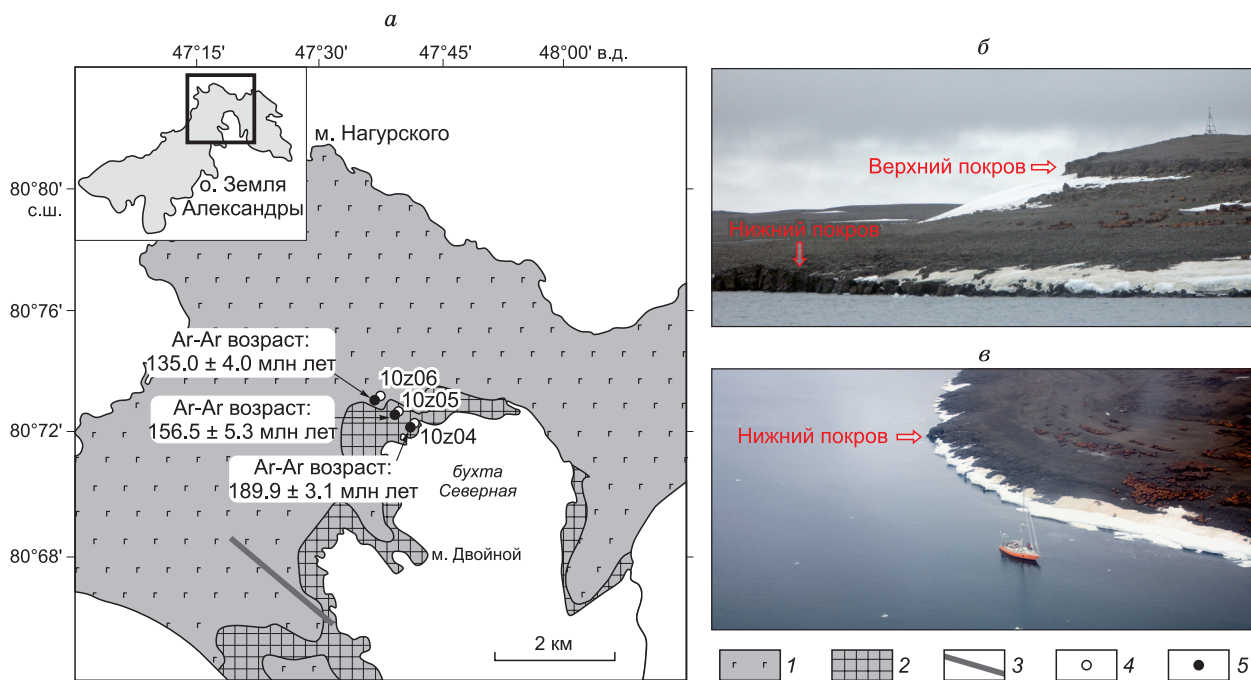 а
47°15' 47°30' 47°45' 48°00' в.д.
м. Нагурского
о. Земля
Александры
80°80'
с.ш.
80°76'
Ar-Ar возраст:
135.0 ± 4.0 млн лет
10z06
Ar-Ar возраст:
156.5 ± 5.3 млн лет
10z05
80°72'
10z04
Ar-Ar возраст:
189.9 ± 3.1 млн лет
бухта
Северная
80°68'
м. Двойной
2 км
б
Верхний покров
Нижний покров
в
Нижний покров
1 2 3 4 5